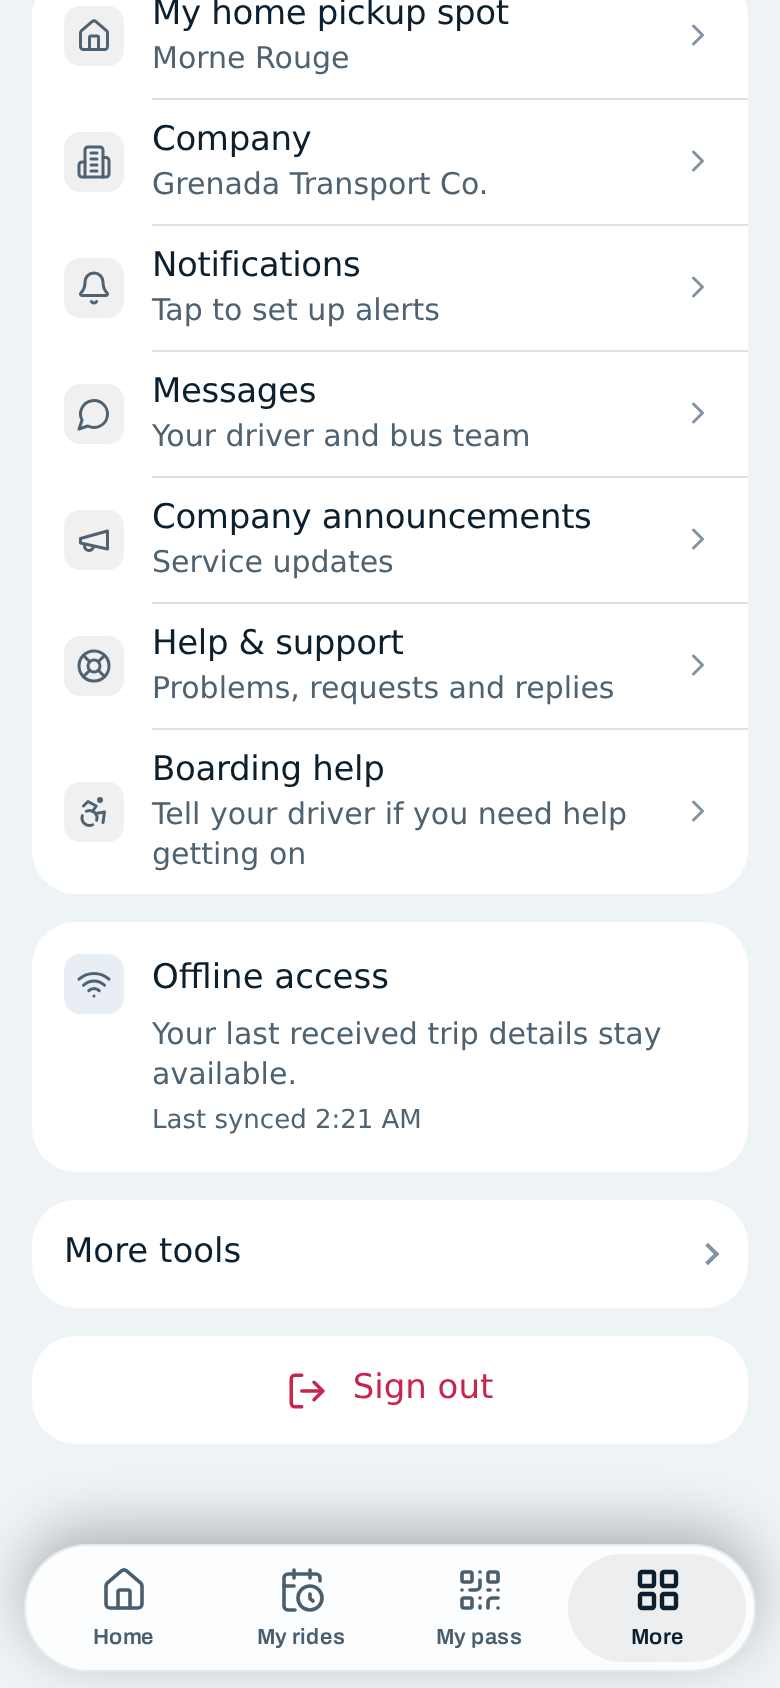 My home pickup spot
Morne Rouge
Company
Grenada Transport Co.
Notifications
Tap to set up alerts
Messages
Your driver and bus team
Company announcements
Service updates
Help & support
Problems, requests and replies
Boarding help
Tell your driver if you need help
getting on
Offline access
Your last received trip details stay
available.
Last synced 2:21 AM
More tools
Sign out
Home
My rides
My pass
More